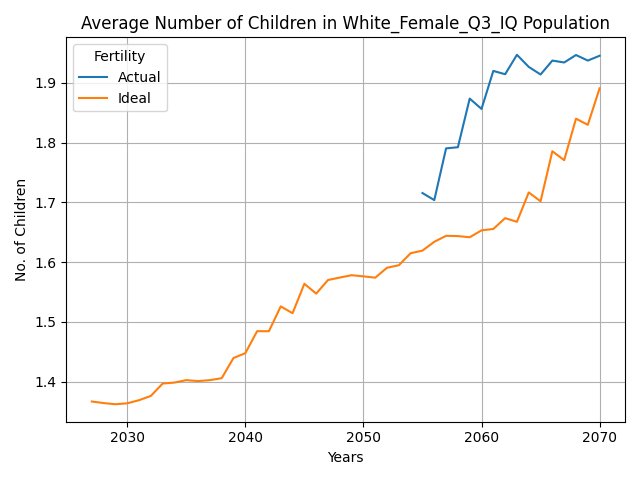 Average Number of Children in White_Female_Q3_IQ Population
Fertility
Actual
Ideal
1.9
1.8
1.7
1.6
1.5
1.4
No. of Children
2030
2040
2050
2060
2070
Years